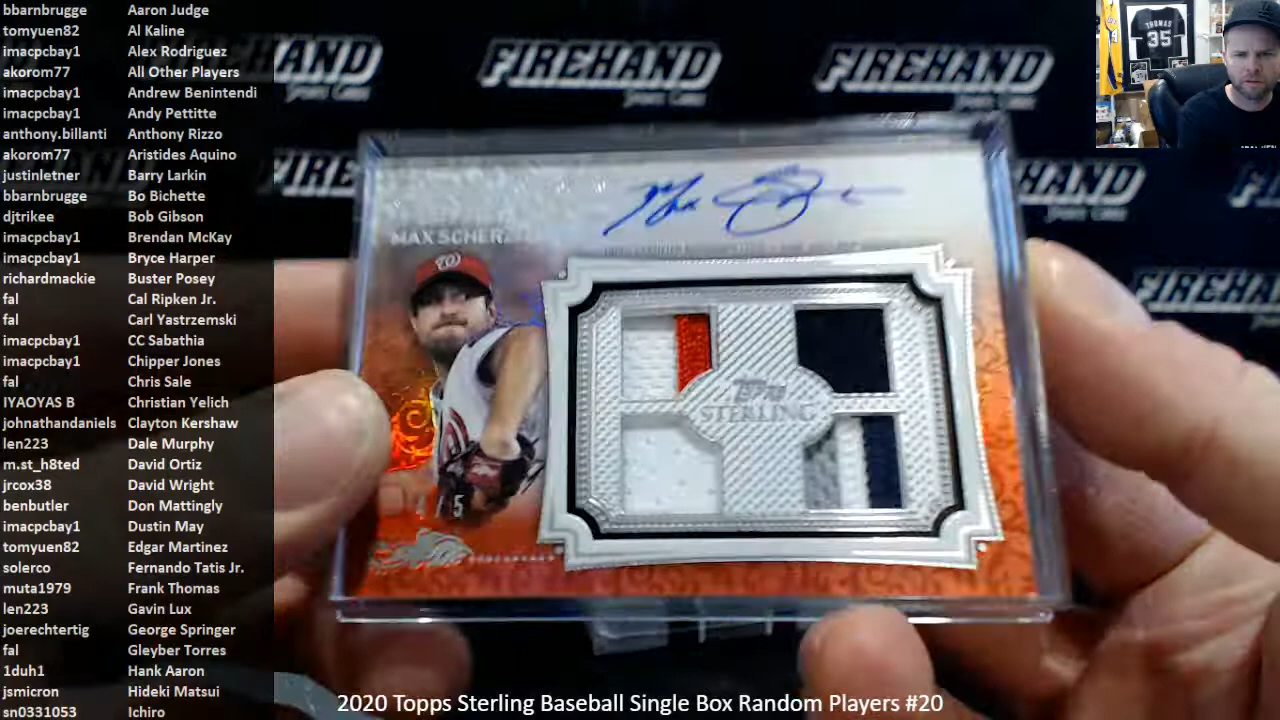 bbarnbrugge Aaron Judge
tomyuen82 Al Kaline
imacpcbay1 Alex Rodriguez
akorom77 All Other Players
imacpcbay1 Andrew Benintendi
imacpcbay1 Andy Pettitte
anthony.billanti Anthony Rizzo
akorom77 Aristides Aquino
justinletner Barry Larkin
bbarnbrugge Bo Bichette
djtrikee Bob Gibson
imacpcbay1 Brendan McKay
imacpcbay1 Bryce Harper
richardmackie Buster Posey
fal Cal Ripken Jr.
fal Carl Yastrzemski
imacpcbay1 CC Sabathia
imacpcbay1 Chipper Jones
fal Chris Sale
IYAOYAS B Christian Yelich
johnathandaniels Clayton Kershaw
len223 Dale Murphy
m.st_h8ted David Ortiz
jrcox38 David Wright
benbutler Don Mattingly
imacpcbay1 Dustin May
tomyuen82 Edgar Martinez
solerco Fernando Tatis Jr.
muta1979 Frank Thomas
len223 Gavin Lux
joerechtertig George Springer
fal Gleyber Torres
1duh1 Hank Aaron
jsmicron Hideki Matsui
sn0331053 Ichiro
FIREHAND
FIREHAND
THOMAS
35
MAX SCHERZ
W
TOPPS
STERLING
2020 Topps Sterling Baseball Single Box Random Players #20